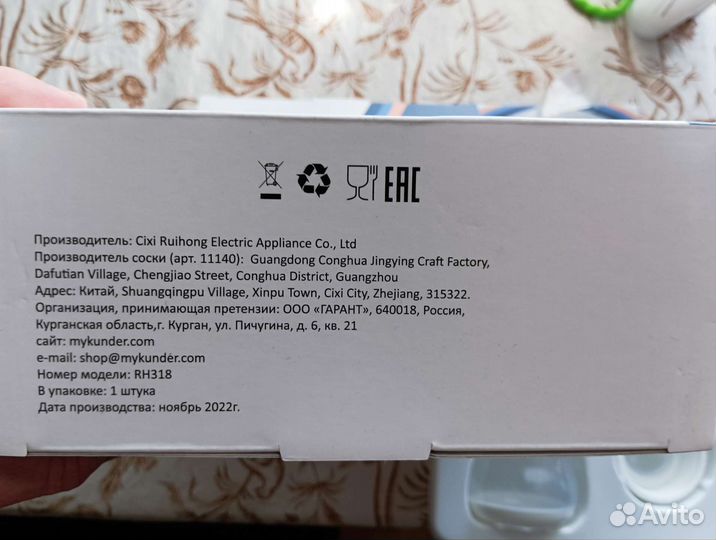 EAC
Производитель: Cixi Ruihong Electric Appliance Co., Ltd
Производитель соски (арт. 11140): Guangdong Conghua Jingying Craft Factory,
Dafutian Village, Chengjiao Street, Conghua District, Guangzhou
Адрес: Китай, Shuangqingpu Village, Xinpu Town, Cixi City, Zhejiang, 315322.
Организация, принимающая претензии: ООО «ГАРАНТ», 640018, Россия,
Курганская область,г. Курган, ул. Пичугина, д. 6, кв. 21
сайт: mykunder.com
e-mail: shop@mykunder.com
Номер модели: RH318
В упаковке: 1 штука
Дата производства: ноябрь 2022г.
Avito